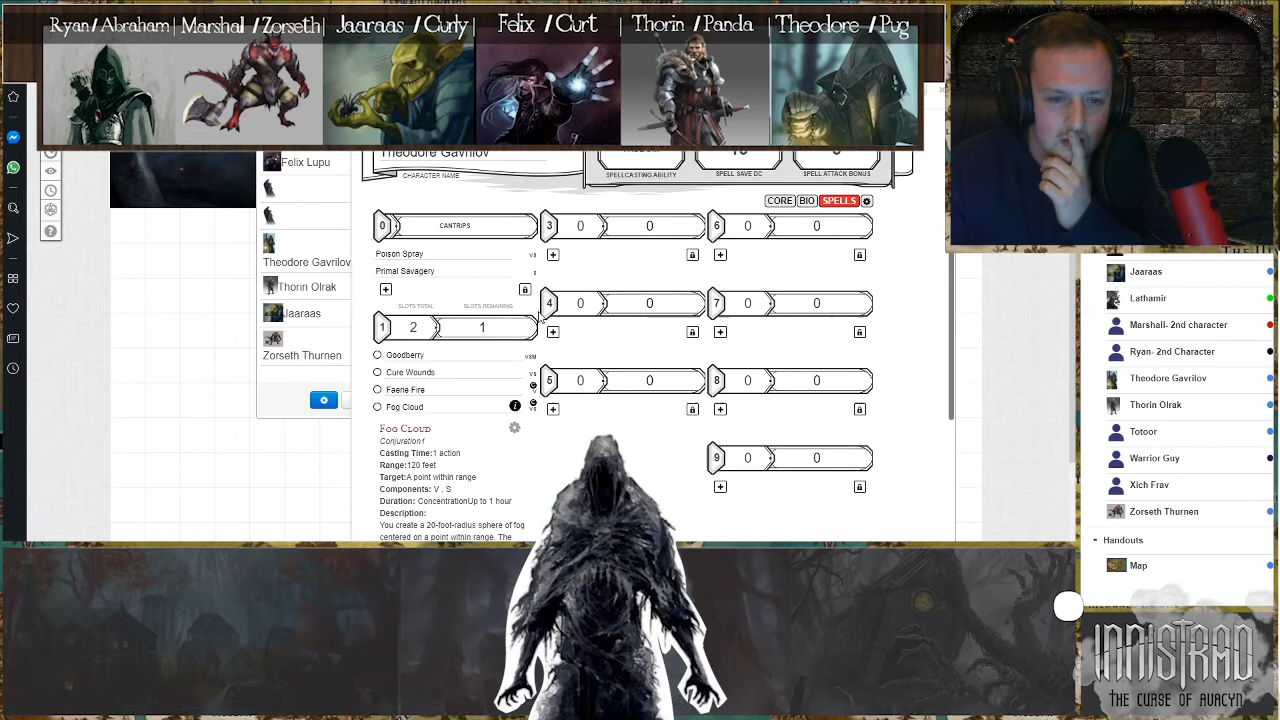 Ryan/Abraham Marshall/Zorseth Jaaraas/Curly Felix/Curt Thorin/Panda Theodore/Pug
Theodore Gavrilov
CHARACTER NAME
SPELLCASTING ABILITY
SPELL SAVE DC
SPELL ATTACK BONUS
CORE BIO SPELLS
Felix Lupu
Theodore Gavrilov
Thorin Olrak
Jaaraas
Zorseth Thurnen
0 CANTRIPS
Poison Spray VS
Primal Savagery S
SLOTS TOTAL SLOTS REMAINING
1 2 1
Goodberry VSM
Cure Wounds VS
Faerie Fire C V
Fog Cloud C VS
FOG CLOUD
Conjuration1
Casting Time:1 action
Range:120 feet
Target:A point within range
Components: V , S
Duration: ConcentrationUp to 1 hour
Description:
You create a 20-foot-radius sphere of fog
centered on a point within range. The
3 0 0
4 0 0
5 0 0
6 0 0
7 0 0
8 0 0
9 0 0
Jaaraas
Lathamir
Marshall- 2nd character
Ryan- 2nd Character
Theodore Gavrilov
Thorin Olrak
Totoor
Warrior Guy
Xich Frav
Zorseth Thurnen
Handouts
Map
INNISTRAD
THE CURSE OF AVACYN